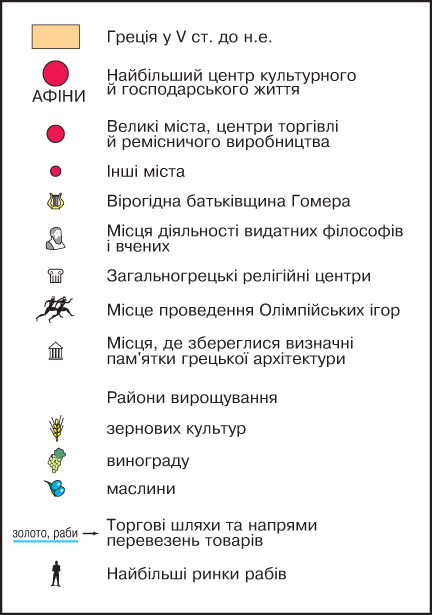 Греція у V ст. до н.е.
Найбільший центр культурного
й господарського життя
АФІНИ
Великі міста, центри торгівлі
й ремісничого виробництва
Інші міста
Вірогідна батьківщина Гомера
Місця діяльності видатних філософів
і вчених
Загальногрецькі релігійні центри
Місце проведення Олімпійських ігор
Місця, де збереглися визначні
пам'ятки грецької архітектури
Райони вирощування
зернових культур
винограду
маслини
золото, раби
Торгові шляхи та напрями
перевезень товарів
Найбільші ринки рабів